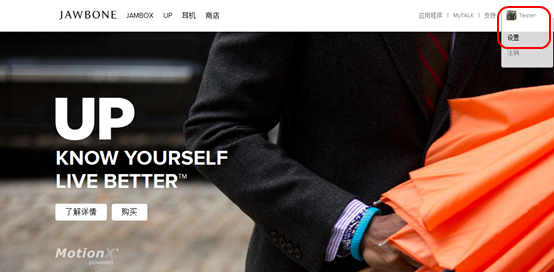 JAWBONE JAMBOX UP 耳机 商店 应用程序 | MyTALK | 支持 Tester
设置
注销
UP
KNOW YOURSELF
LIVE BETTER™
了解详情 购买
MotionX®
powered